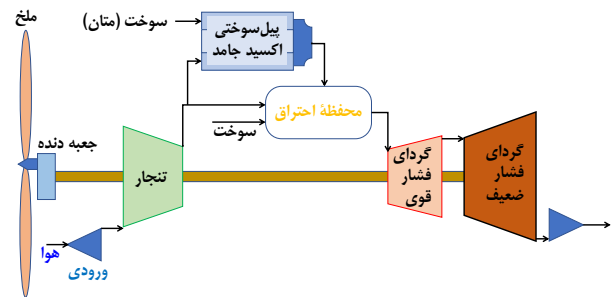 ملخ
سوخت (متان)
پیل‌سوختی
اکسید جامد
محفظهٔ احتراق
سوخت
جعبه دنده
تنجار
گردای
فشار
قوی
گردای
فشار
ضعیف
هوا
ورودی